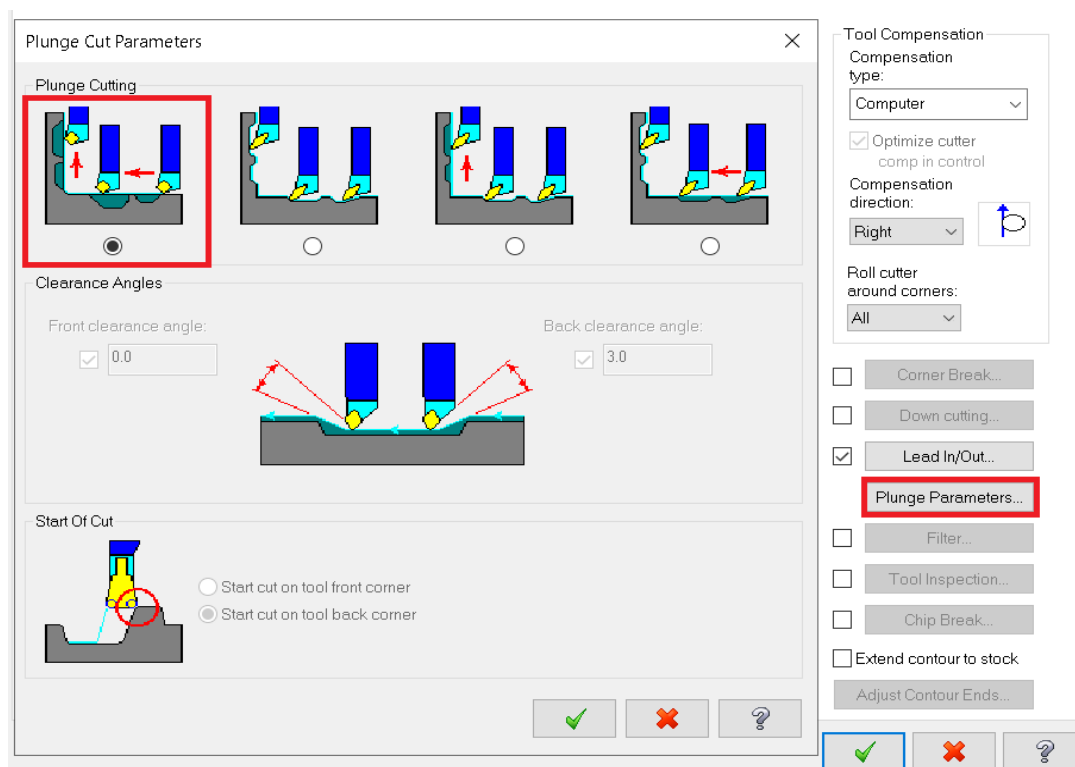 Plunge Cut Parameters
Plunge Cutting
Clearance Angles
Front clearance angle:
0.0
Back clearance angle:
3.0
Start Of Cut
Start cut on tool front corner
Start cut on tool back corner
Tool Compensation
Compensation
type:
Computer
Optimize cutter
comp in control
Compensation
direction:
Right
Roll cutter
around corners:
All
Corner Break...
Down cutting...
Lead In/Out...
Plunge Parameters...
Filter...
Tool Inspection...
Chip Break...
Extend contour to stock
Adjust Contour Ends...